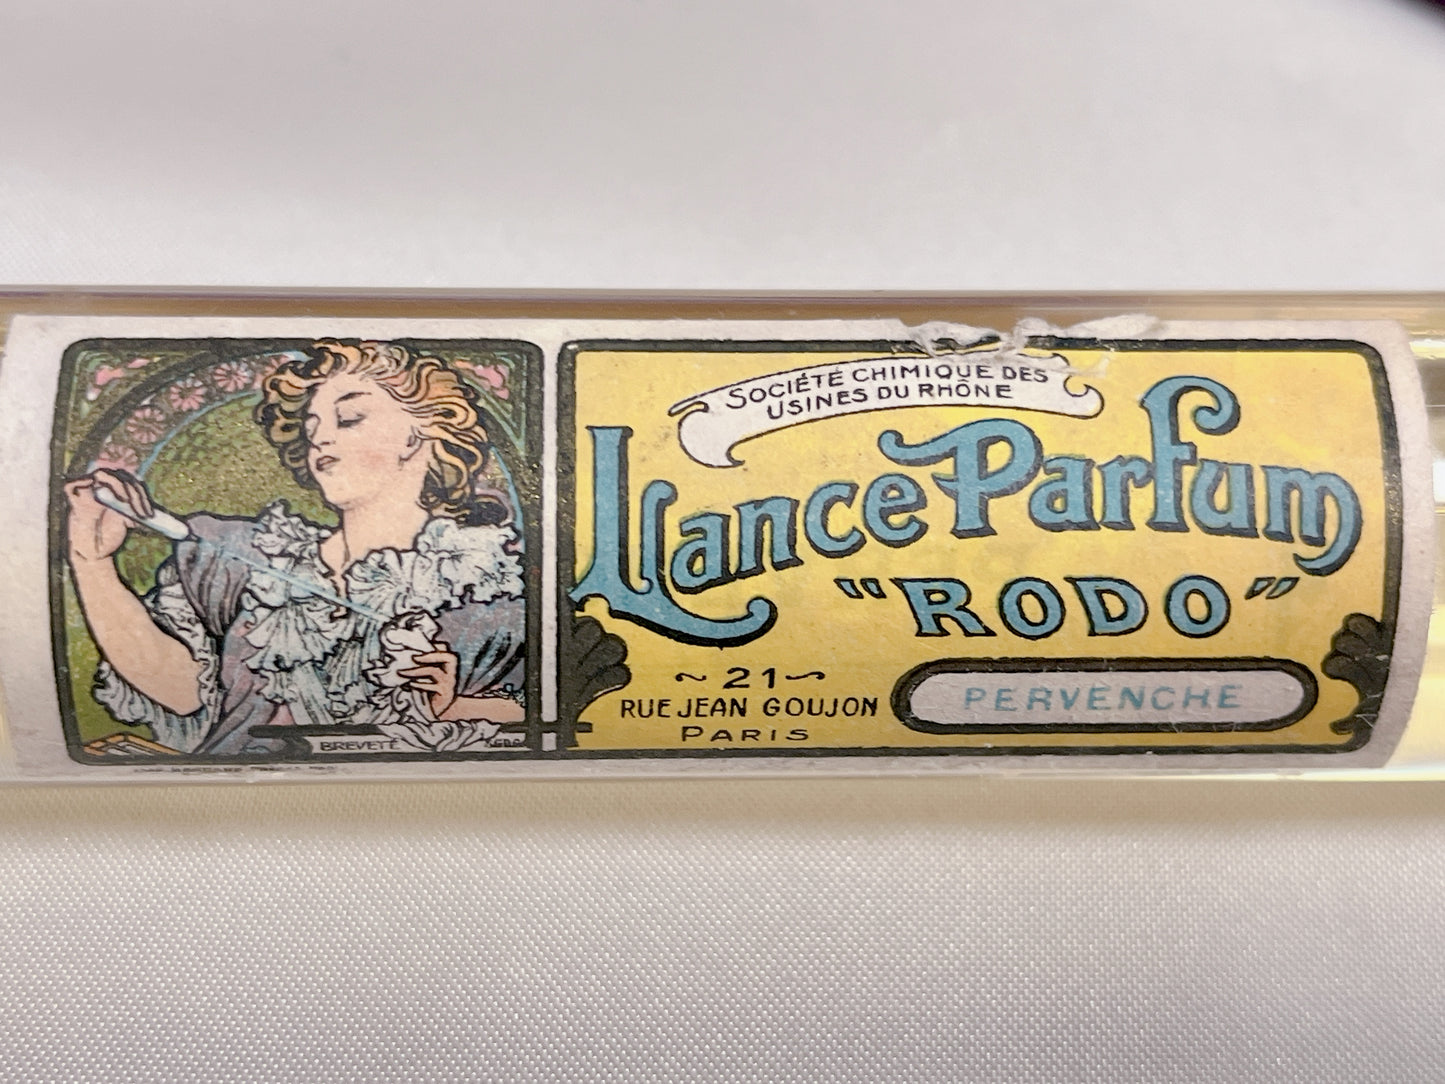 BREVETÉ
SOCIÉTÉ CHIMIQUE DES
USINES DU RHÔNE
Lance Parfum
"RODO"
~ 21 ~
RUE JEAN GOUJON
PARIS
PERVENCHE